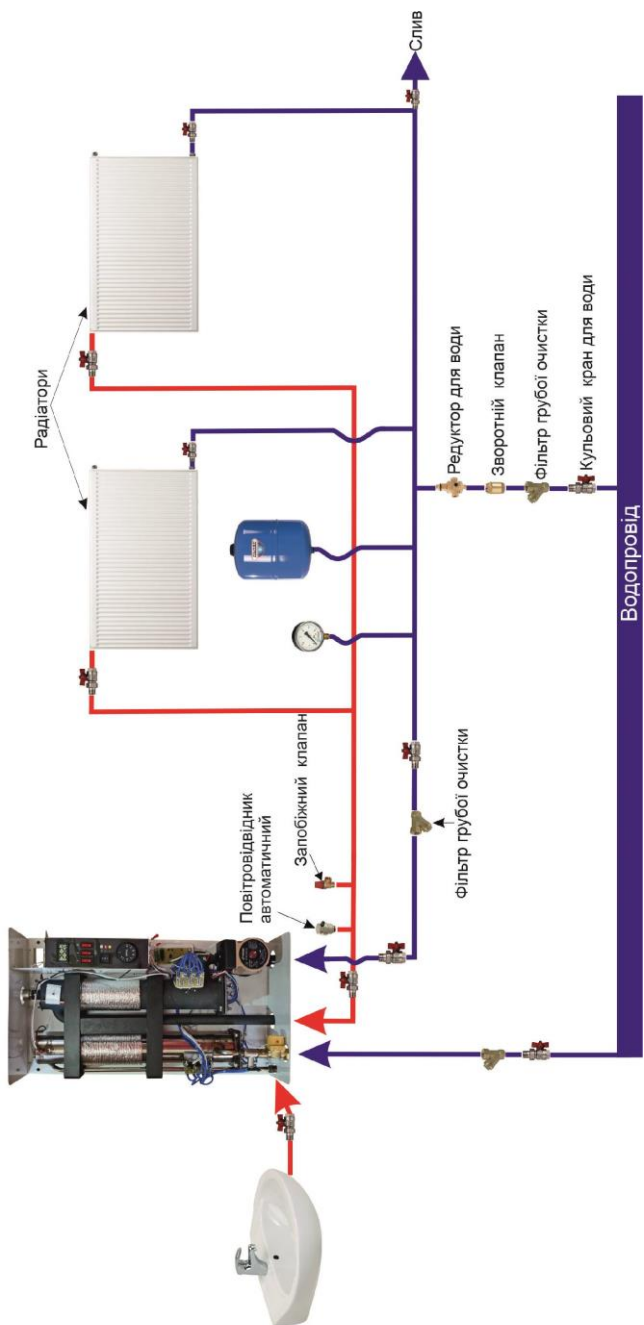 Радіатори
Слив
Повітровідвідник
автоматичний
Запобіжний клапан
Фільтр грубої очистки
Редуктор для води
Зворотній клапан
Фільтр грубої очистки
Кульовий кран для води
Водопровід